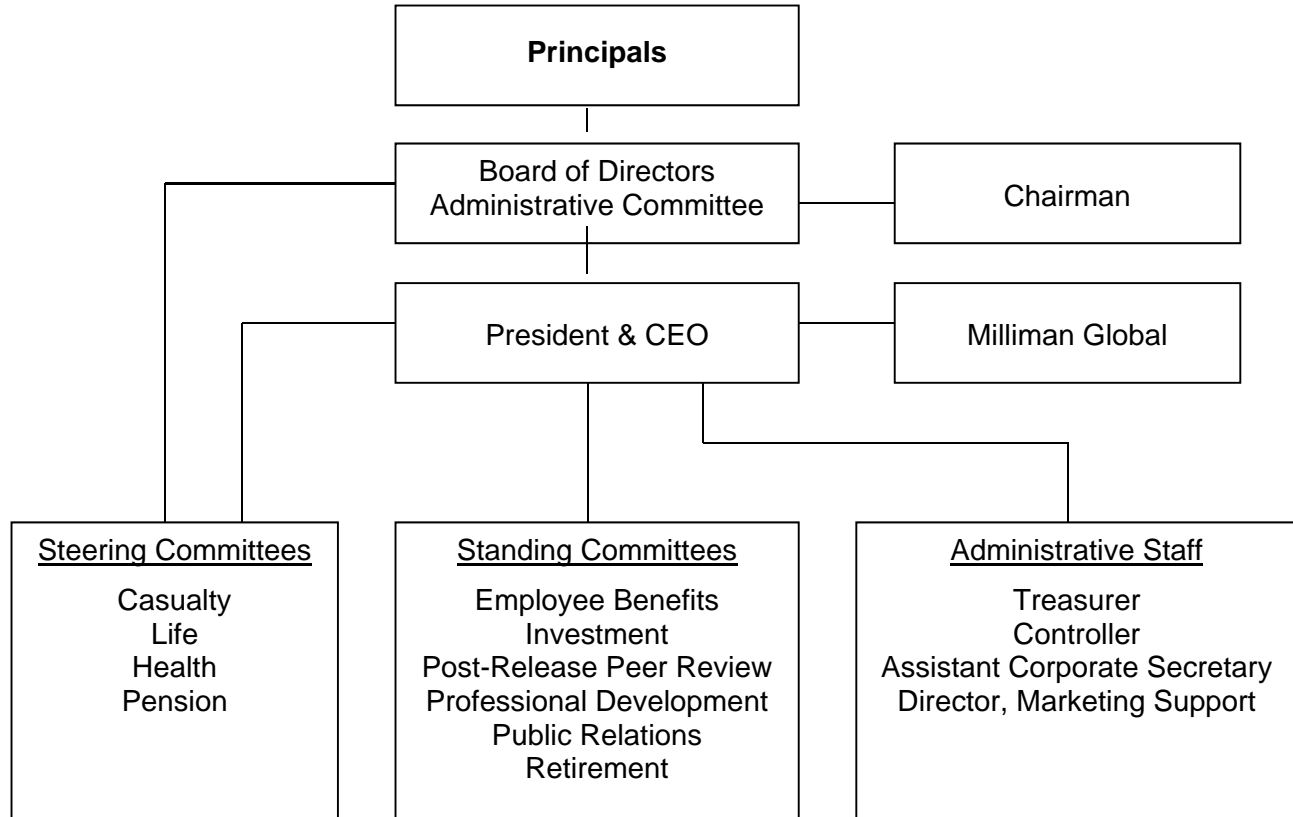 Principals
Board of Directors
Administrative Committee
Chairman
President & CEO
Milliman Global
Steering Committees
Casualty
Life
Health
Pension
Standing Committees
Employee Benefits
Investment
Post-Release Peer Review
Professional Development
Public Relations
Retirement
Administrative Staff
Treasurer
Controller
Assistant Corporate Secretary
Director, Marketing Support